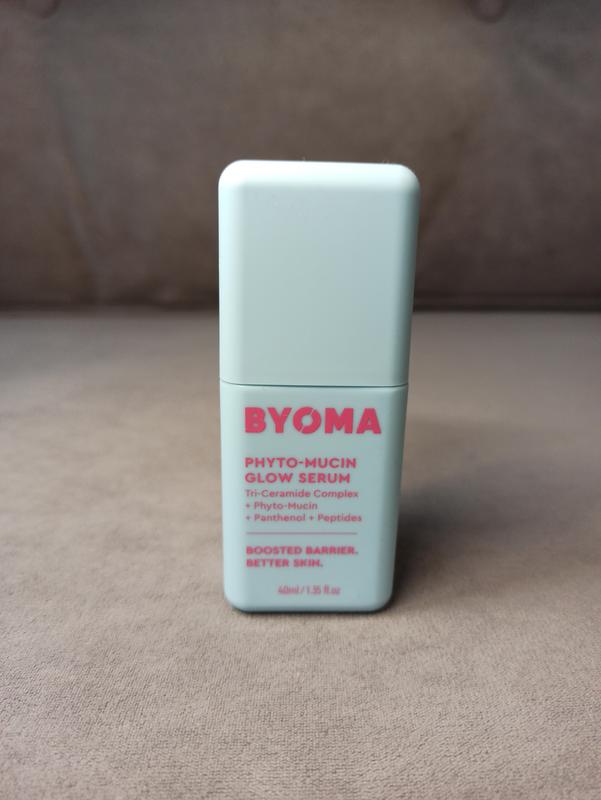 BYOMA
PHYTO-MUCIN
GLOW SERUM
Tri-Ceramide Complex
+ Phyto-Mucin
+ Panthenol + Peptides
BOOSTED BARRIER.
BETTER SKIN.
40ml / 1.35 fl oz